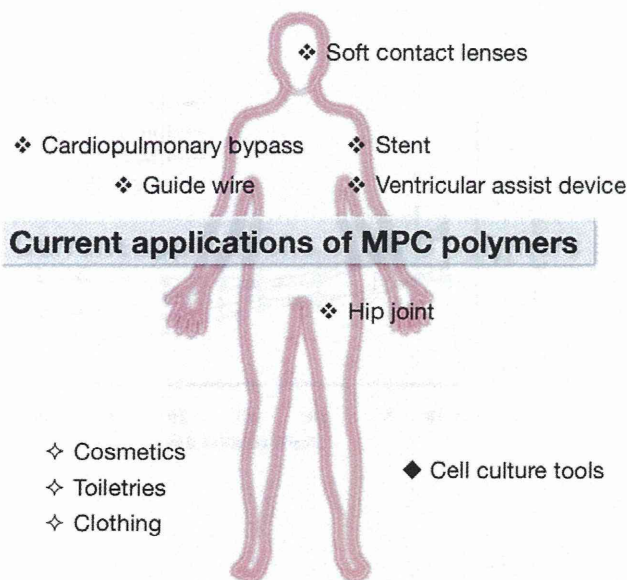 ❖ Soft contact lenses
❖ Cardiopulmonary bypass
❖ Stent
❖ Guide wire
❖ Ventricular assist device
Current applications of MPC polymers
❖ Hip joint
✧ Cosmetics
✧ Toiletries
✧ Clothing
◆ Cell culture tools